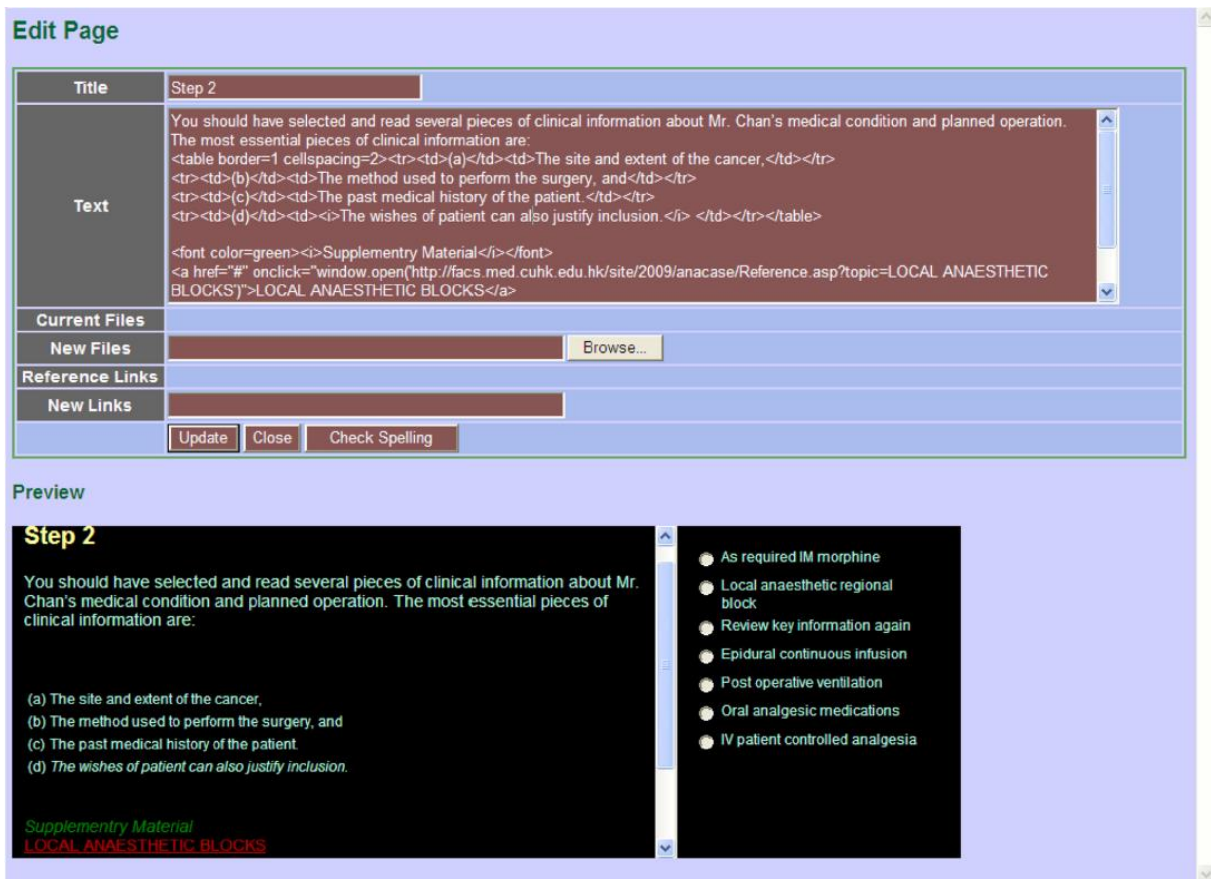 Edit Page
Title
Step 2
Text
You should have selected and read several pieces of clinical information about Mr. Chan's medical condition and planned operation.
The most essential pieces of clinical information are:
<table border=1 cellspacing=2><tr><td>(a)</td><td>The site and extent of the cancer,</td></tr>
<tr><td>(b)</td><td>The method used to perform the surgery, and</td></tr>
<tr><td>(c)</td><td>The past medical history of the patient.</td></tr>
<tr><td>(d)</td><td><i>The wishes of patient can also justify inclusion.</i> </td></tr></table>
<font color=green><i>Supplementry Material</i></font>
<a href="#" onclick="window.open('http://facs.med.cuhk.edu.hk/site/2009/anacase/Reference.asp?topic=LOCAL ANAESTHETIC
BLOCKS')">LOCAL ANAESTHETIC BLOCKS</a>
Current Files
New Files
Browse...
Reference Links
New Links
Update
Close
Check Spelling
Preview
Step 2
You should have selected and read several pieces of clinical information about Mr.
Chan's medical condition and planned operation. The most essential pieces of
clinical information are:
(a) The site and extent of the cancer,
(b) The method used to perform the surgery, and
(c) The past medical history of the patient.
(d) The wishes of patient can also justify inclusion.
Supplementry Material
LOCAL ANAESTHETIC BLOCKS
As required IM morphine
Local anaesthetic regional
block
Review key information again
Epidural continuous infusion
Post operative ventilation
Oral analgesic medications
IV patient controlled analgesia